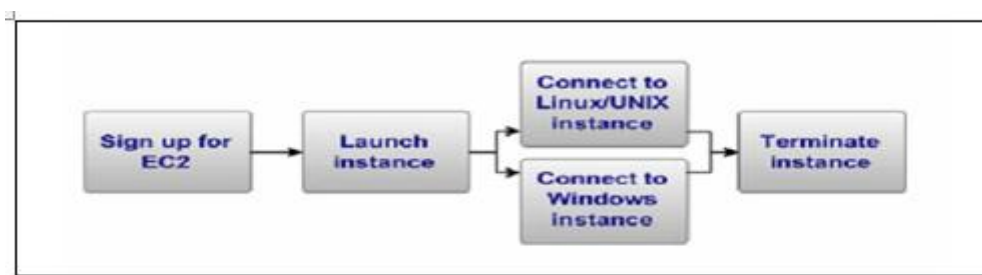 Sign up for
EC2
Launch
instance
Connect to
Linux/UNIX
instance
Connect to
Windows
instance
Terminate
instance